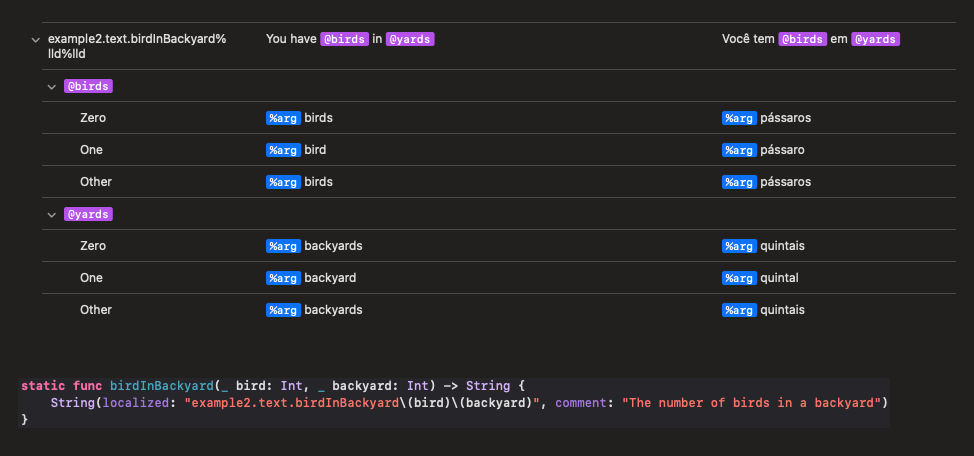 example2.text.birdInBackyard% You have @birds in @yards Você tem @birds em @yards
lld%lld
@birds
Zero %arg birds %arg pássaros
One %arg bird %arg pássaro
Other %arg birds %arg pássaros
@yards
Zero %arg backyards %arg quintais
One %arg backyard %arg quintal
Other %arg backyards %arg quintais
static func birdInBackyard(_ bird: Int, _ backyard: Int) -> String {
    String(localized: "example2.text.birdInBackyard\(bird)\(backyard)", comment: "The number of birds in a backyard")
}